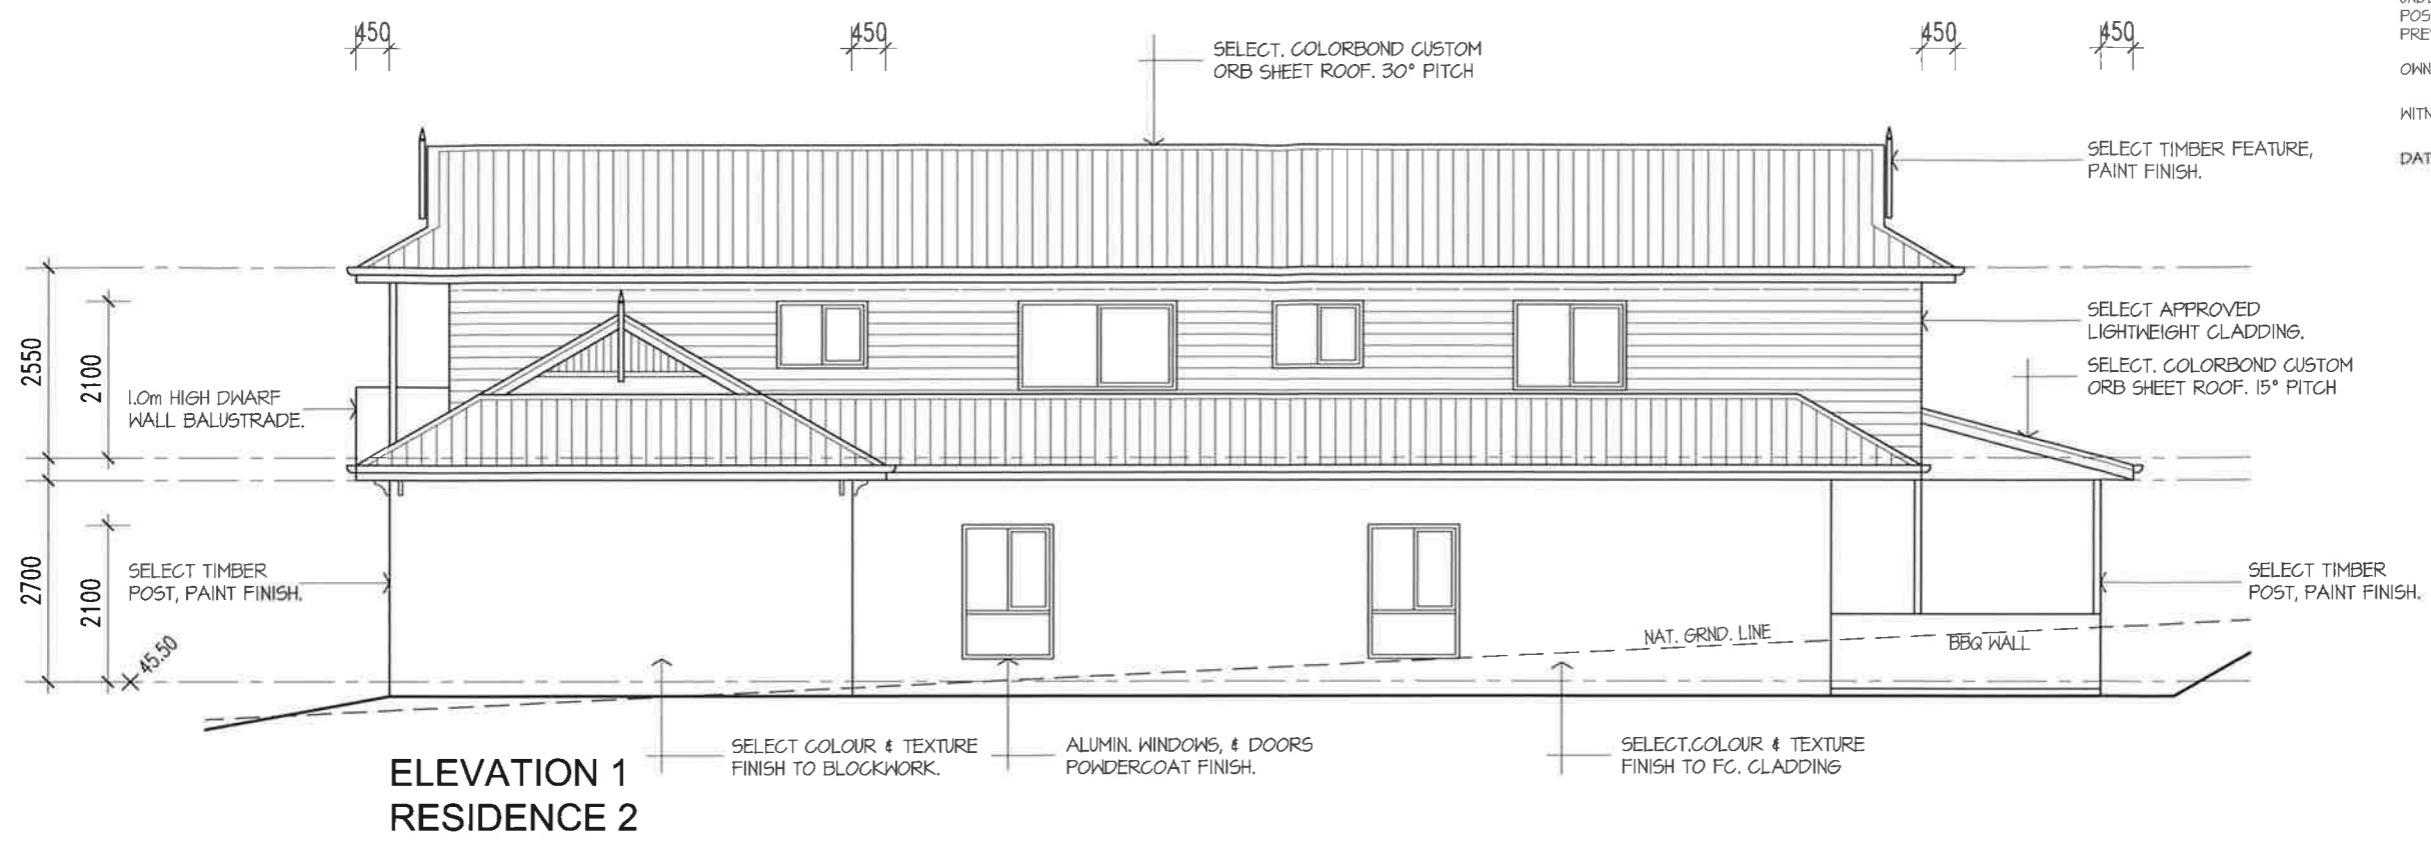 450
450
450
450
POS
PRE
OWN
WITN
DAT
SELECT. COLORBOND CUSTOM
ORB SHEET ROOF. 30° PITCH
SELECT TIMBER FEATURE,
PAINT FINISH.
SELECT APPROVED
LIGHTWEIGHT CLADDING.
SELECT. COLORBOND CUSTOM
ORB SHEET ROOF. 15° PITCH
2550
2100
1.0m HIGH DWARF
WALL BALUSTRADE.
2700
2100
SELECT TIMBER
POST, PAINT FINISH.
45.50
SELECT TIMBER
POST, PAINT FINISH.
NAT. GRND. LINE
BBQ WALL
SELECT COLOUR & TEXTURE
FINISH TO BLOCKWORK.
ALUMIN. WINDOWS, & DOORS
POWDERCOAT FINISH.
SELECT.COLOUR & TEXTURE
FINISH TO FC. CLADDING
ELEVATION 1
RESIDENCE 2